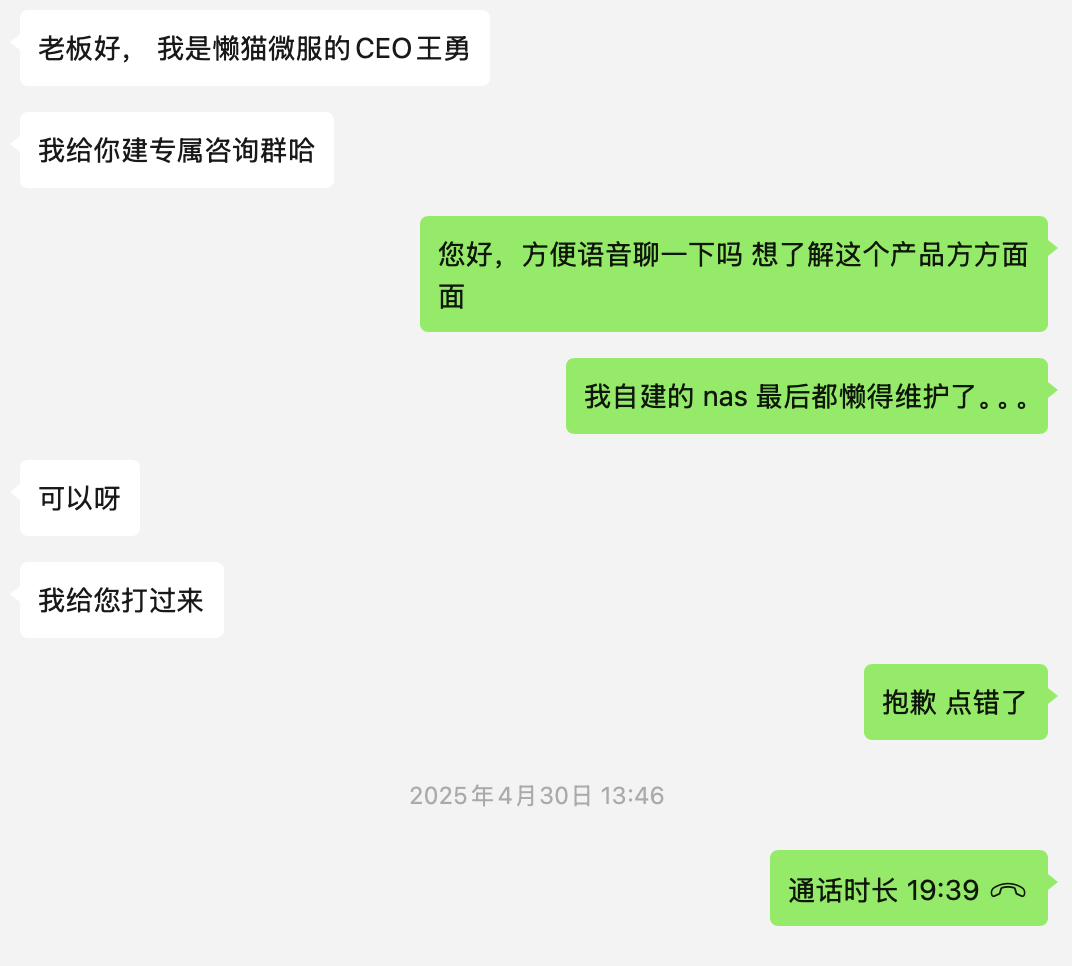 老板好， 我是懒猫微服的CEO王勇
我给你建专属咨询群哈
您好，方便语音聊一下吗 想了解这个产品方方面
面
我自建的 nas 最后都懒得维护了。。。
可以呀
我给您打过来
抱歉 点错了
2025年4月30日 13:46
通话时长 19:39